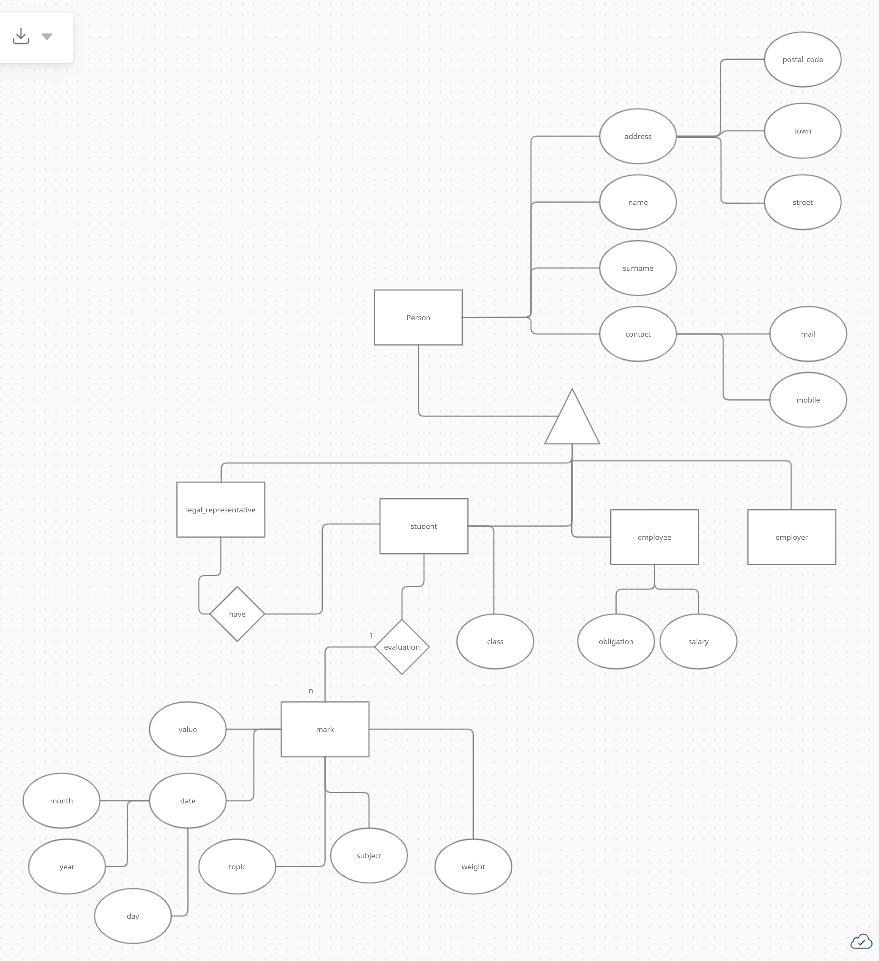 postal_code
town
address
street
name
surname
Person
contact
mail
mobile
legal_representative
student
employee
employer
have
evaluation
class
obligation
salary
1
n
value
mark
month
date
year
topic
subject
weight
day